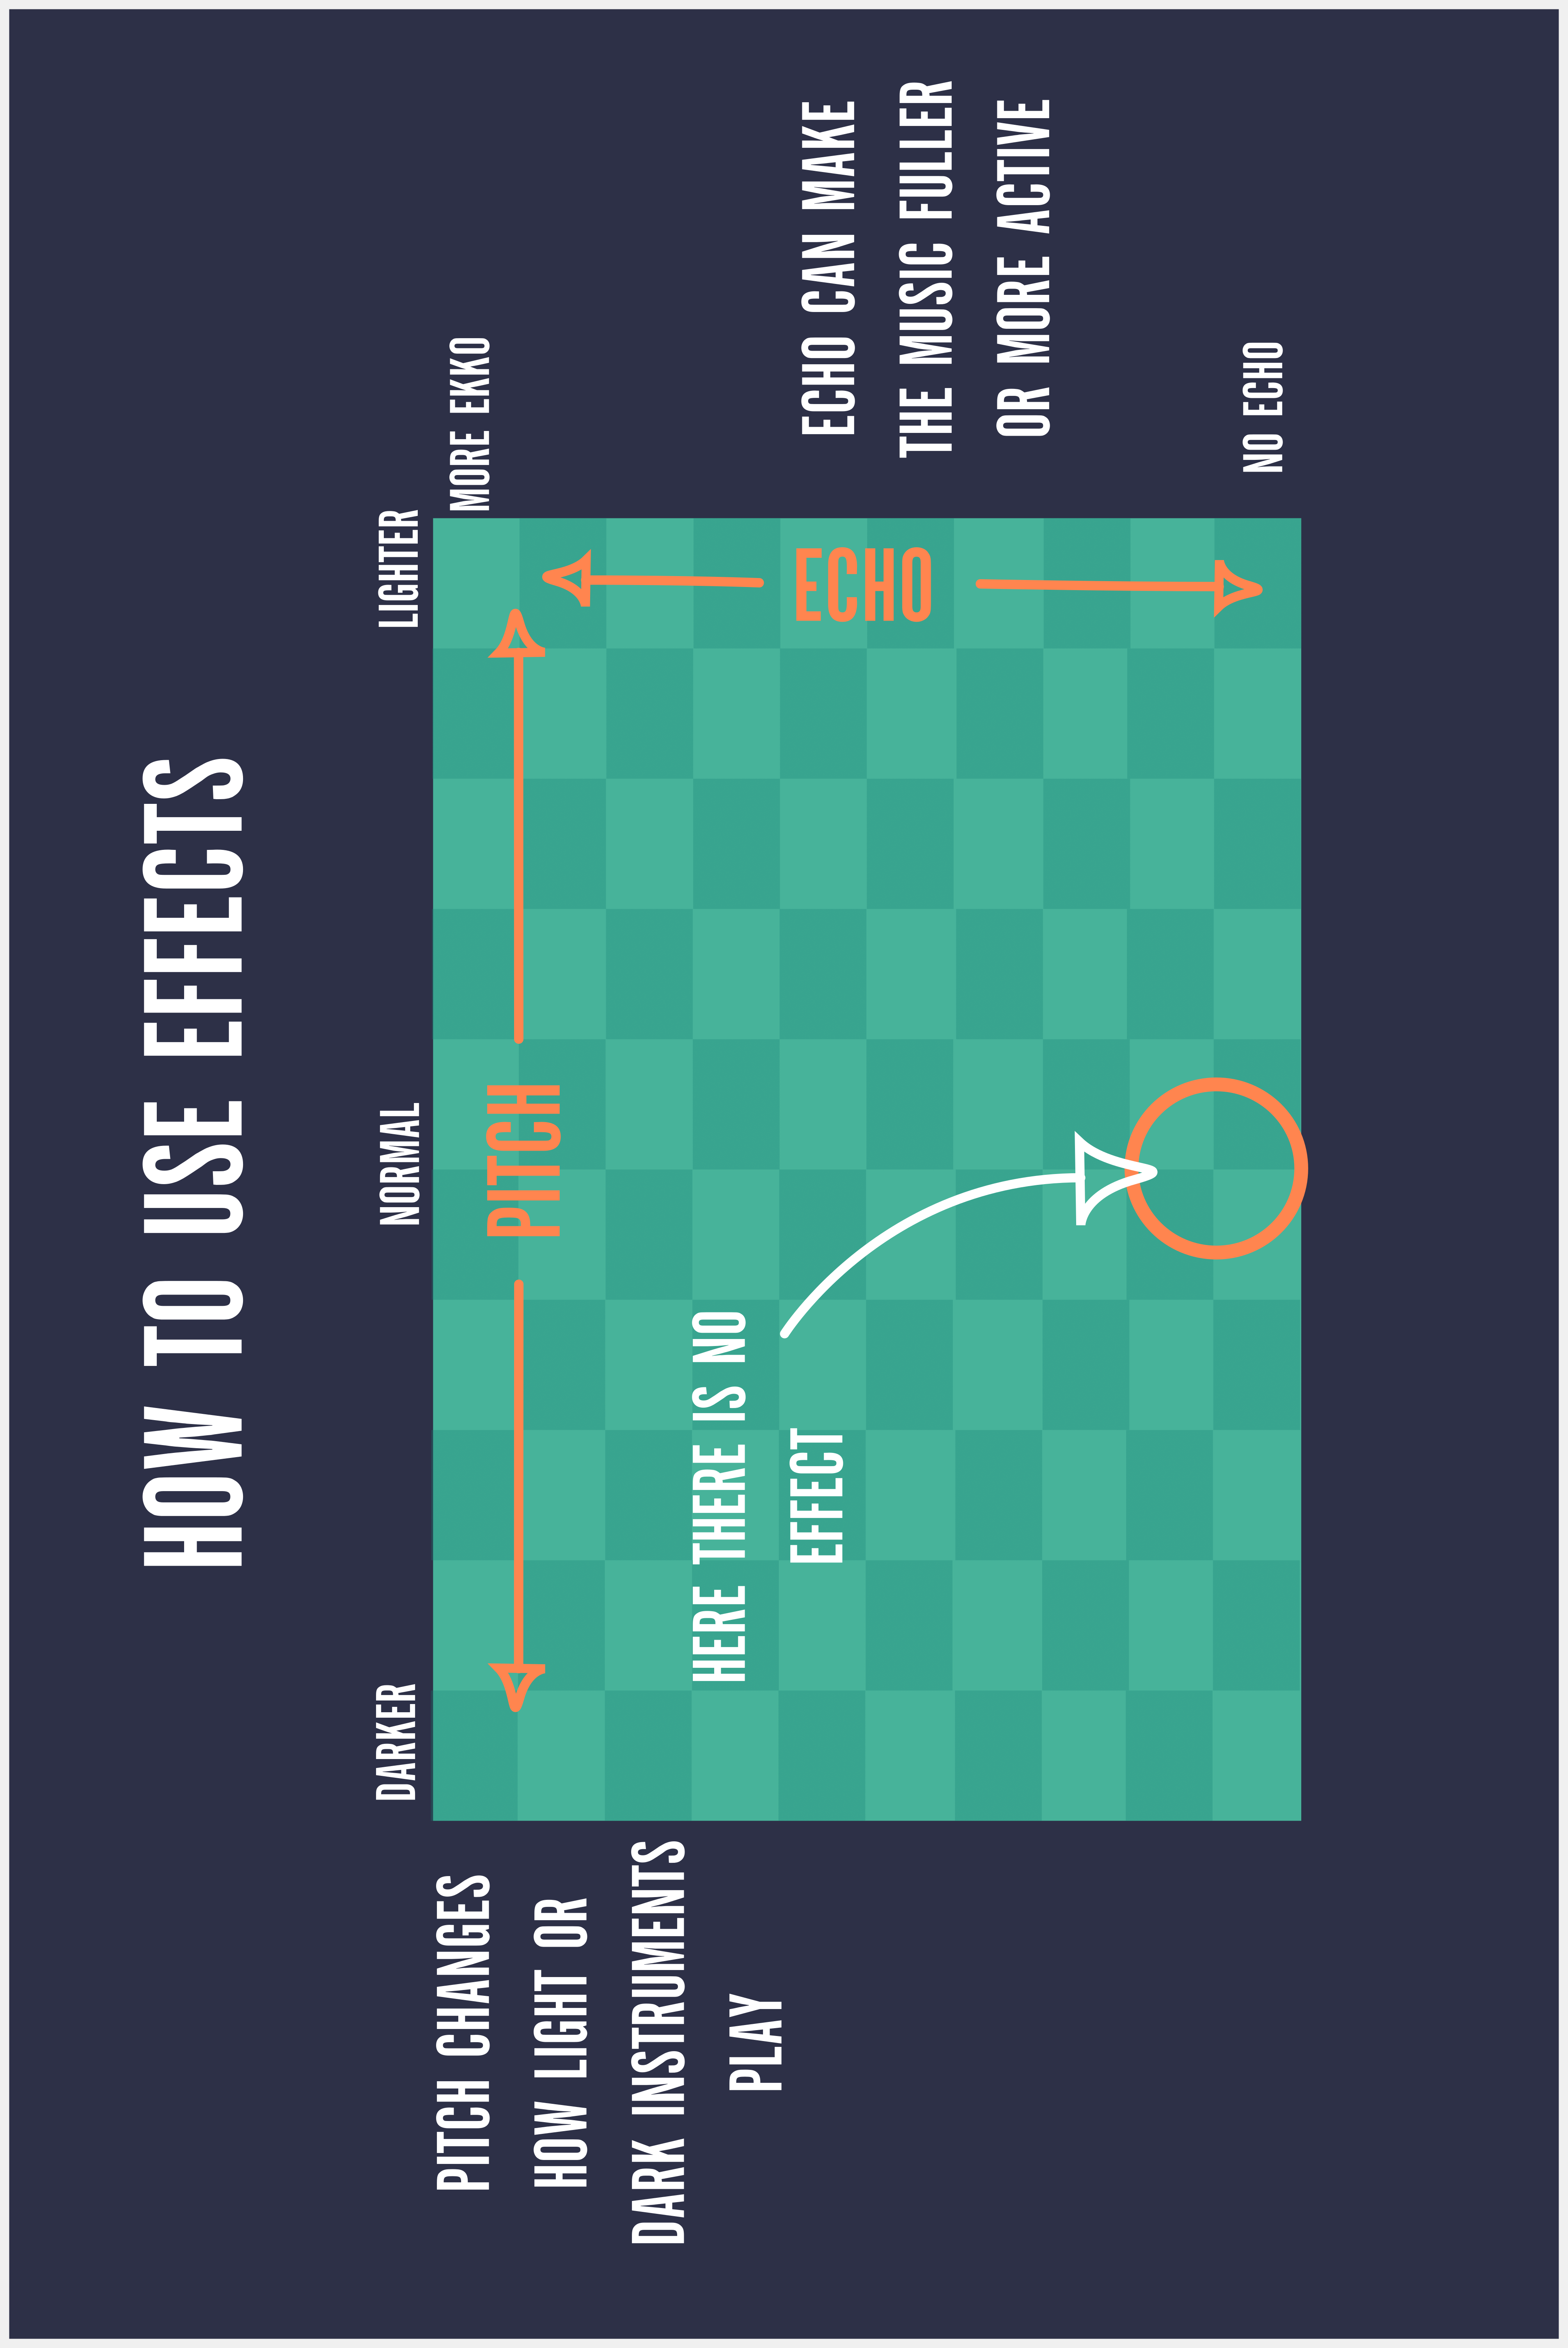 HOW TO USE EFFECTS
DARKER
NORMAL
LIGHTER
PITCH CHANGES
HOW LIGHT OR
DARK INSTRUMENTS
PLAY
PITCH
MORE EKKO
ECHO
HERE THERE IS NO
EFFECT
ECHO CAN MAKE
THE MUSIC FULLER
OR MORE ACTIVE
NO ECHO